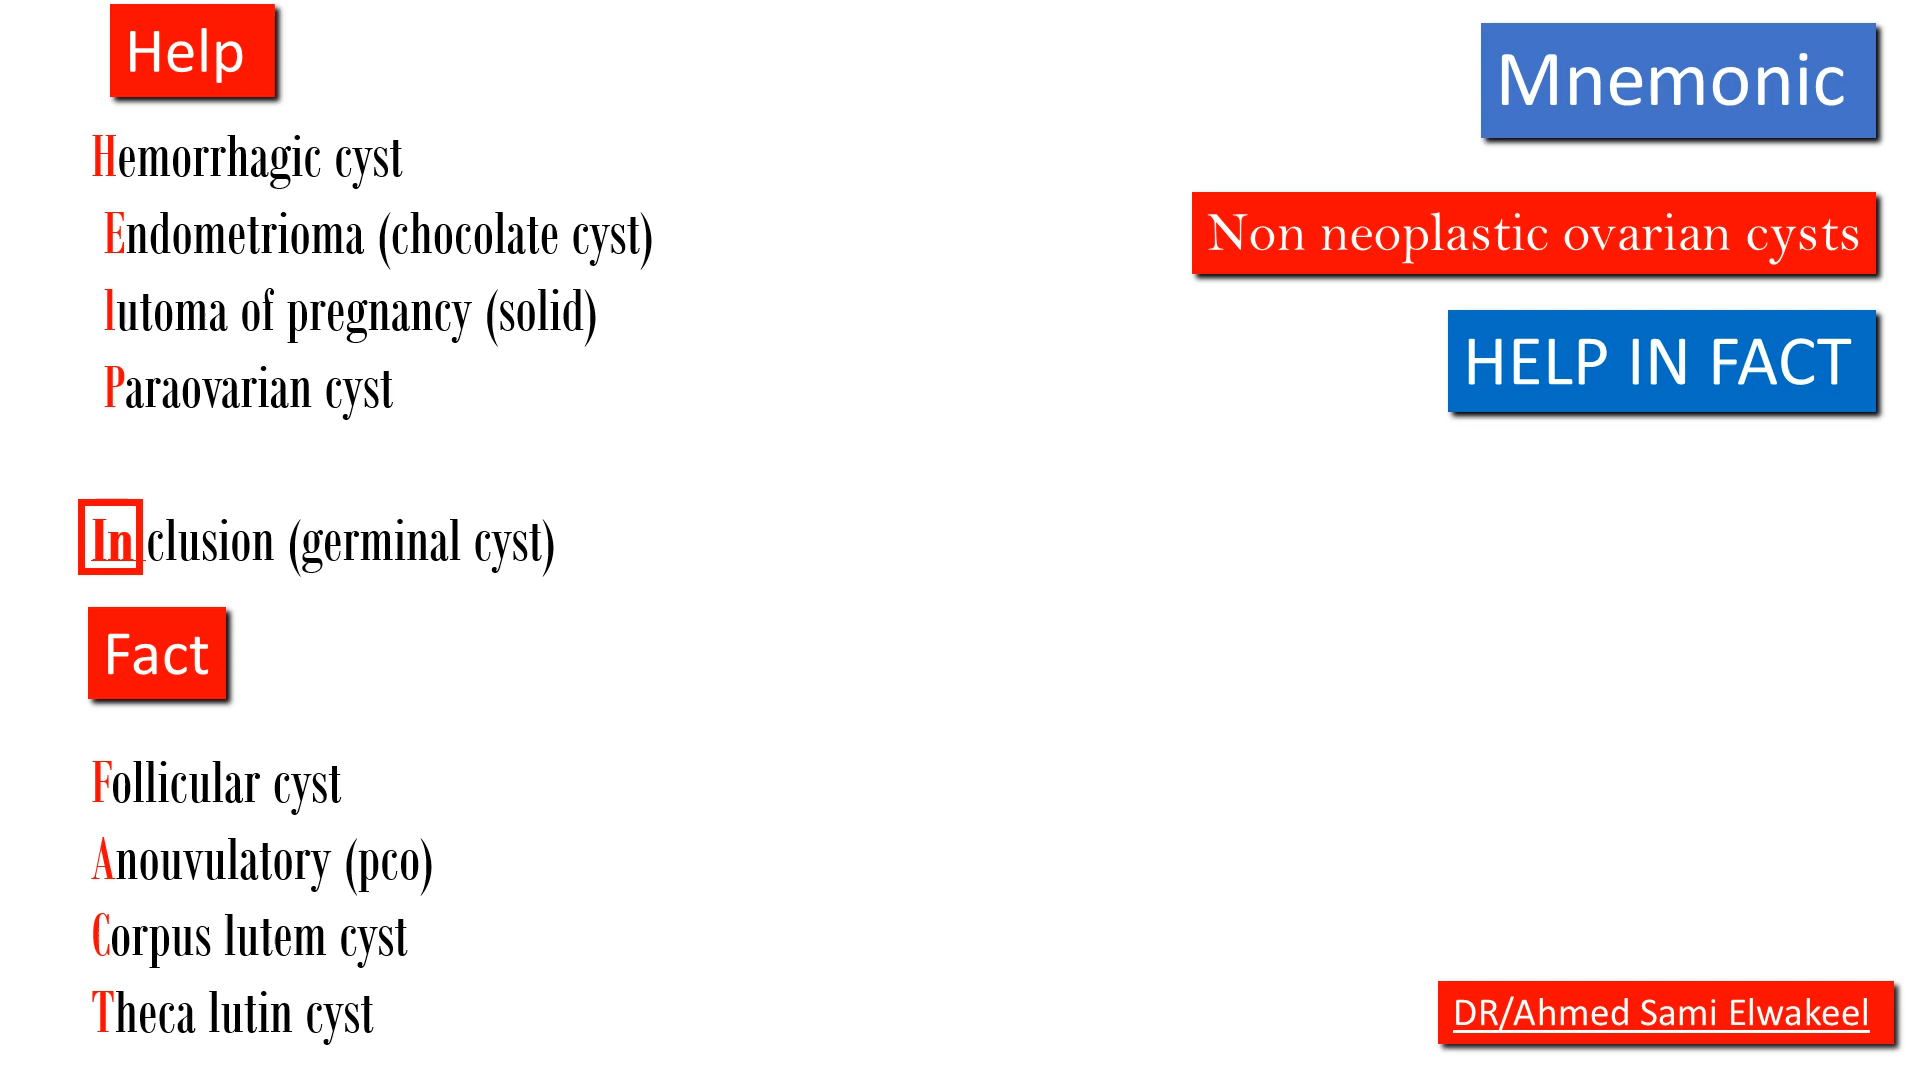 Help
Mnemonic
Hemorrhagic cyst
Endometrioma (chocolate cyst)
lutoma of pregnancy (solid)
Paraovarian cyst
Non neoplastic ovarian cysts
HELP IN FACT
Inclusion (germinal cyst)
Fact
Follicular cyst
Anouvulatory (pco)
Corpus lutem cyst
Theca lutin cyst
DR/Ahmed Sami Elwakeel